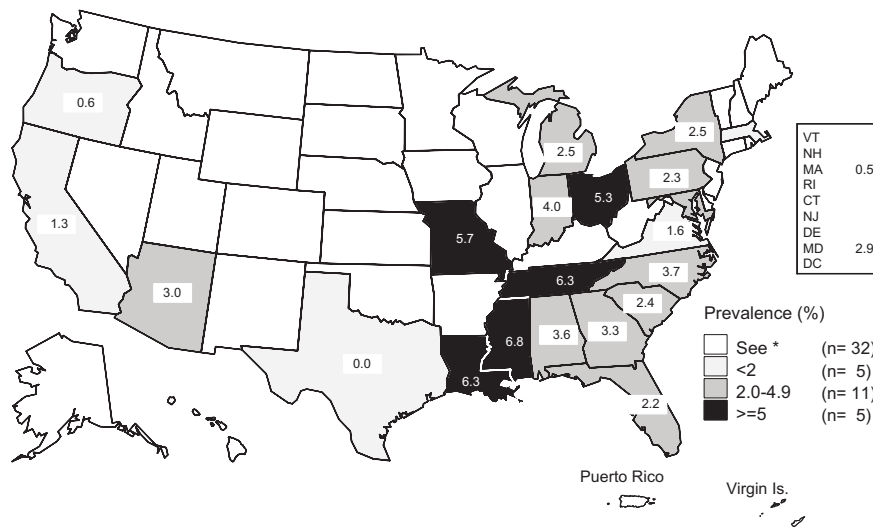 0.6
2.5
VT
NH
MA 0.5
RI
CT
NJ
DE
MD 2.9
DC
2.5
2.3
5.3
4.0
1.3
1.6
5.7
3.7
6.3
3.0
2.4
3.3
3.6
6.8
Prevalence (%)
See * (n= 32)
<2 (n= 5)
2.0-4.9 (n= 11)
>=5 (n= 5)
0.0
6.3
2.2
Puerto Rico
Virgin Is.